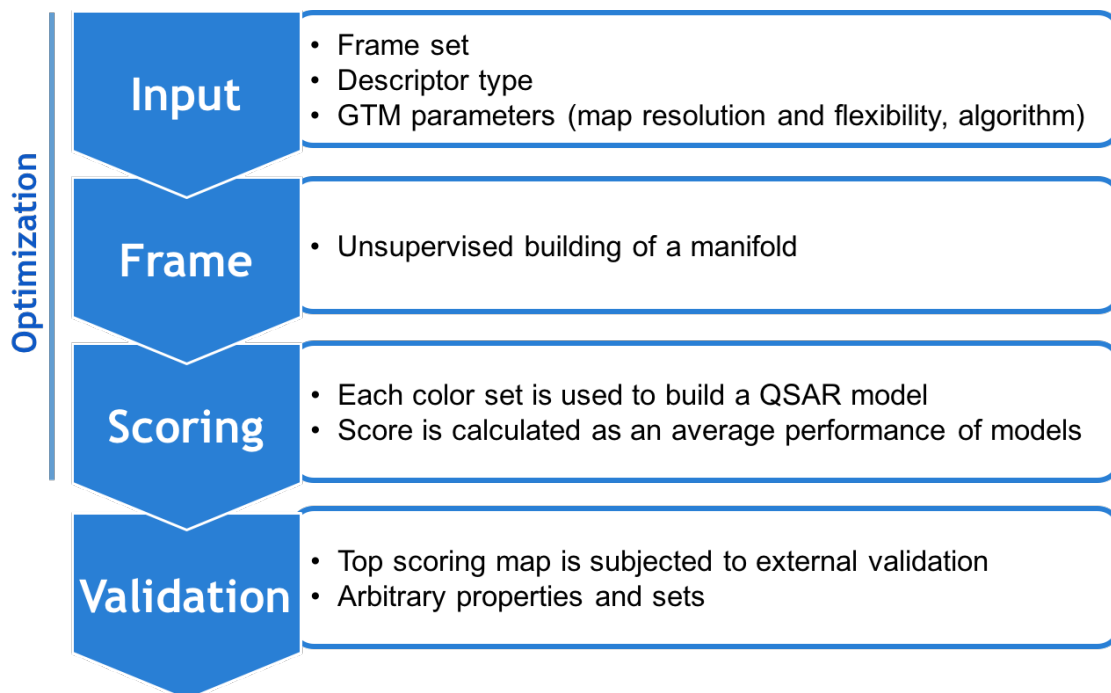 Optimization
Input
• Frame set
• Descriptor type
• GTM parameters (map resolution and flexibility, algorithm)
Frame
• Unsupervised building of a manifold
Scoring
• Each color set is used to build a QSAR model
• Score is calculated as an average performance of models
Validation
• Top scoring map is subjected to external validation
• Arbitrary properties and sets